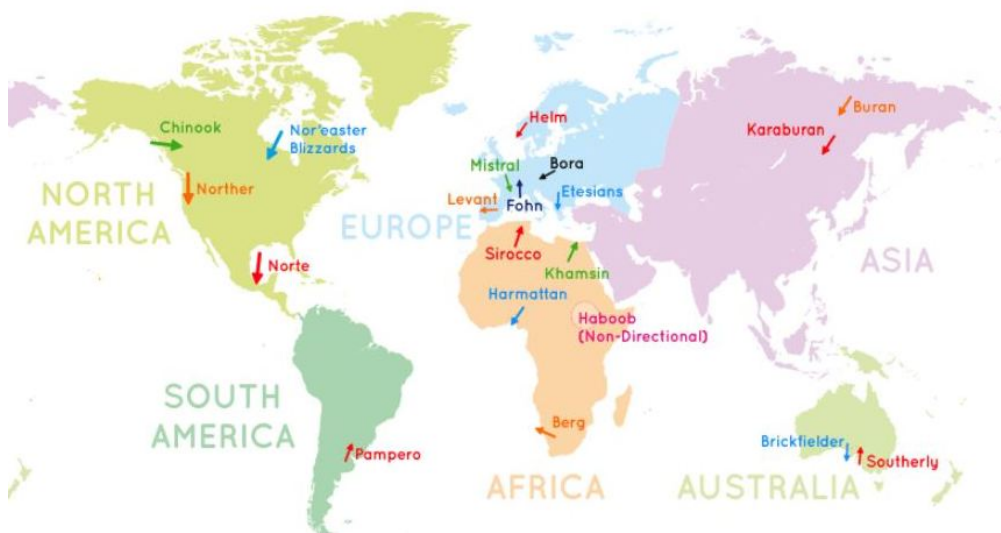 Chinook
Nor'easter
Blizzards
Norther
NORTH
AMERICA
Norte
SOUTH
AMERICA
Pampero
Helm
Mistral
Bora
Levant
Fohn
Etesians
EUROPE
Sirocco
Khamsin
Harmattan
Haboob
(Non-Directional)
Berg
AFRICA
Buran
Karaburan
ASIA
Brickfielder
Southerly
AUSTRALIA